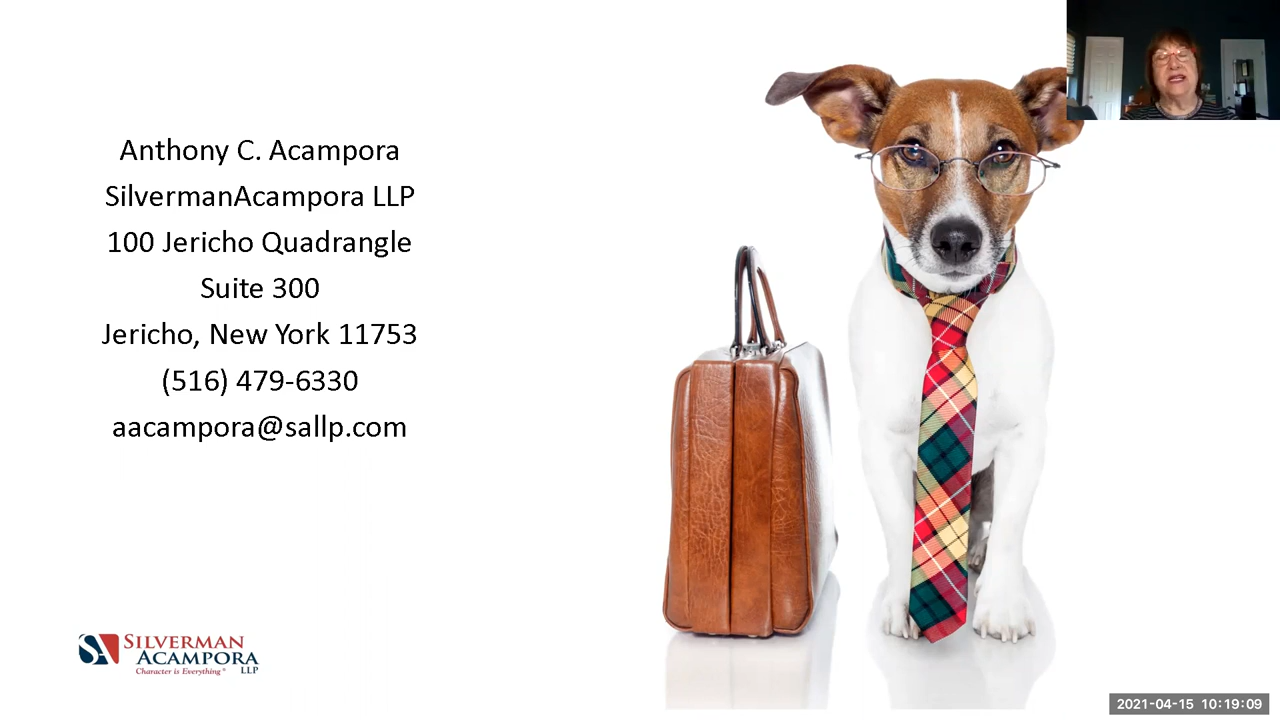 Anthony C. Acampora
SilvermanAcampora LLP
100 Jericho Quadrangle
Suite 300
Jericho, New York 11753
(516) 479-6330
aacampora@sallp.com
SA
SILVERMAN
ACAMPORA
LLP
Character is Everything®
2021-04-15 10:19:09